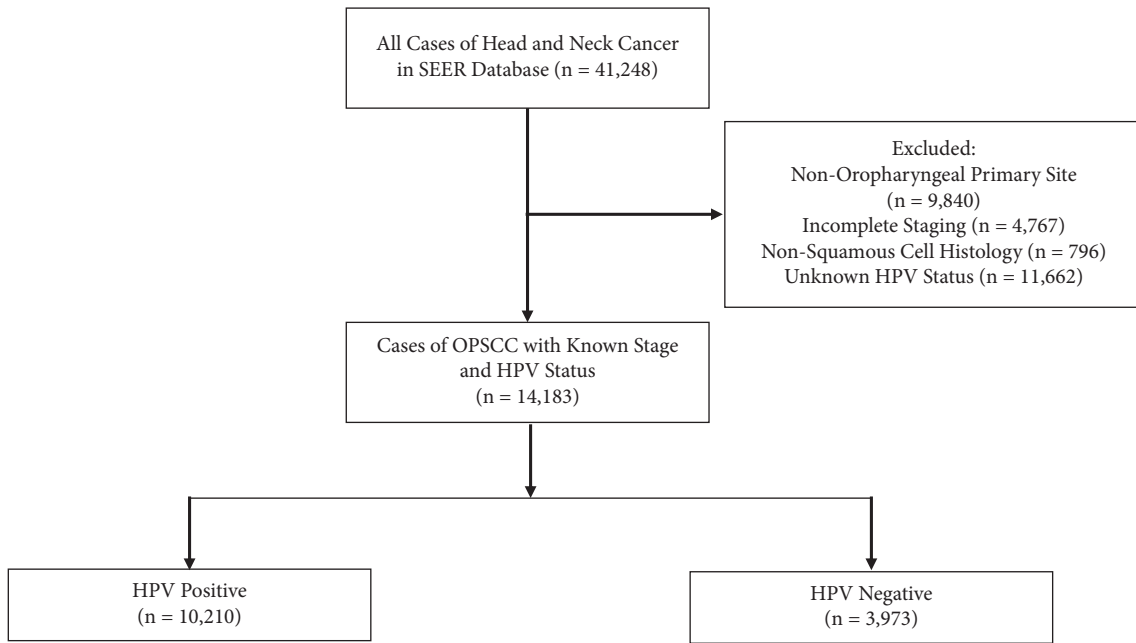 All Cases of Head and Neck Cancer
in SEER Database (n = 41,248)
Excluded:
Non-Oropharyngeal Primary Site
(n = 9,840)
Incomplete Staging (n = 4,767)
Non-Squamous Cell Histology (n = 796)
Unknown HPV Status (n = 11,662)
Cases of OPSCC with Known Stage
and HPV Status
(n = 14,183)
HPV Positive
(n = 10,210)
HPV Negative
(n = 3,973)